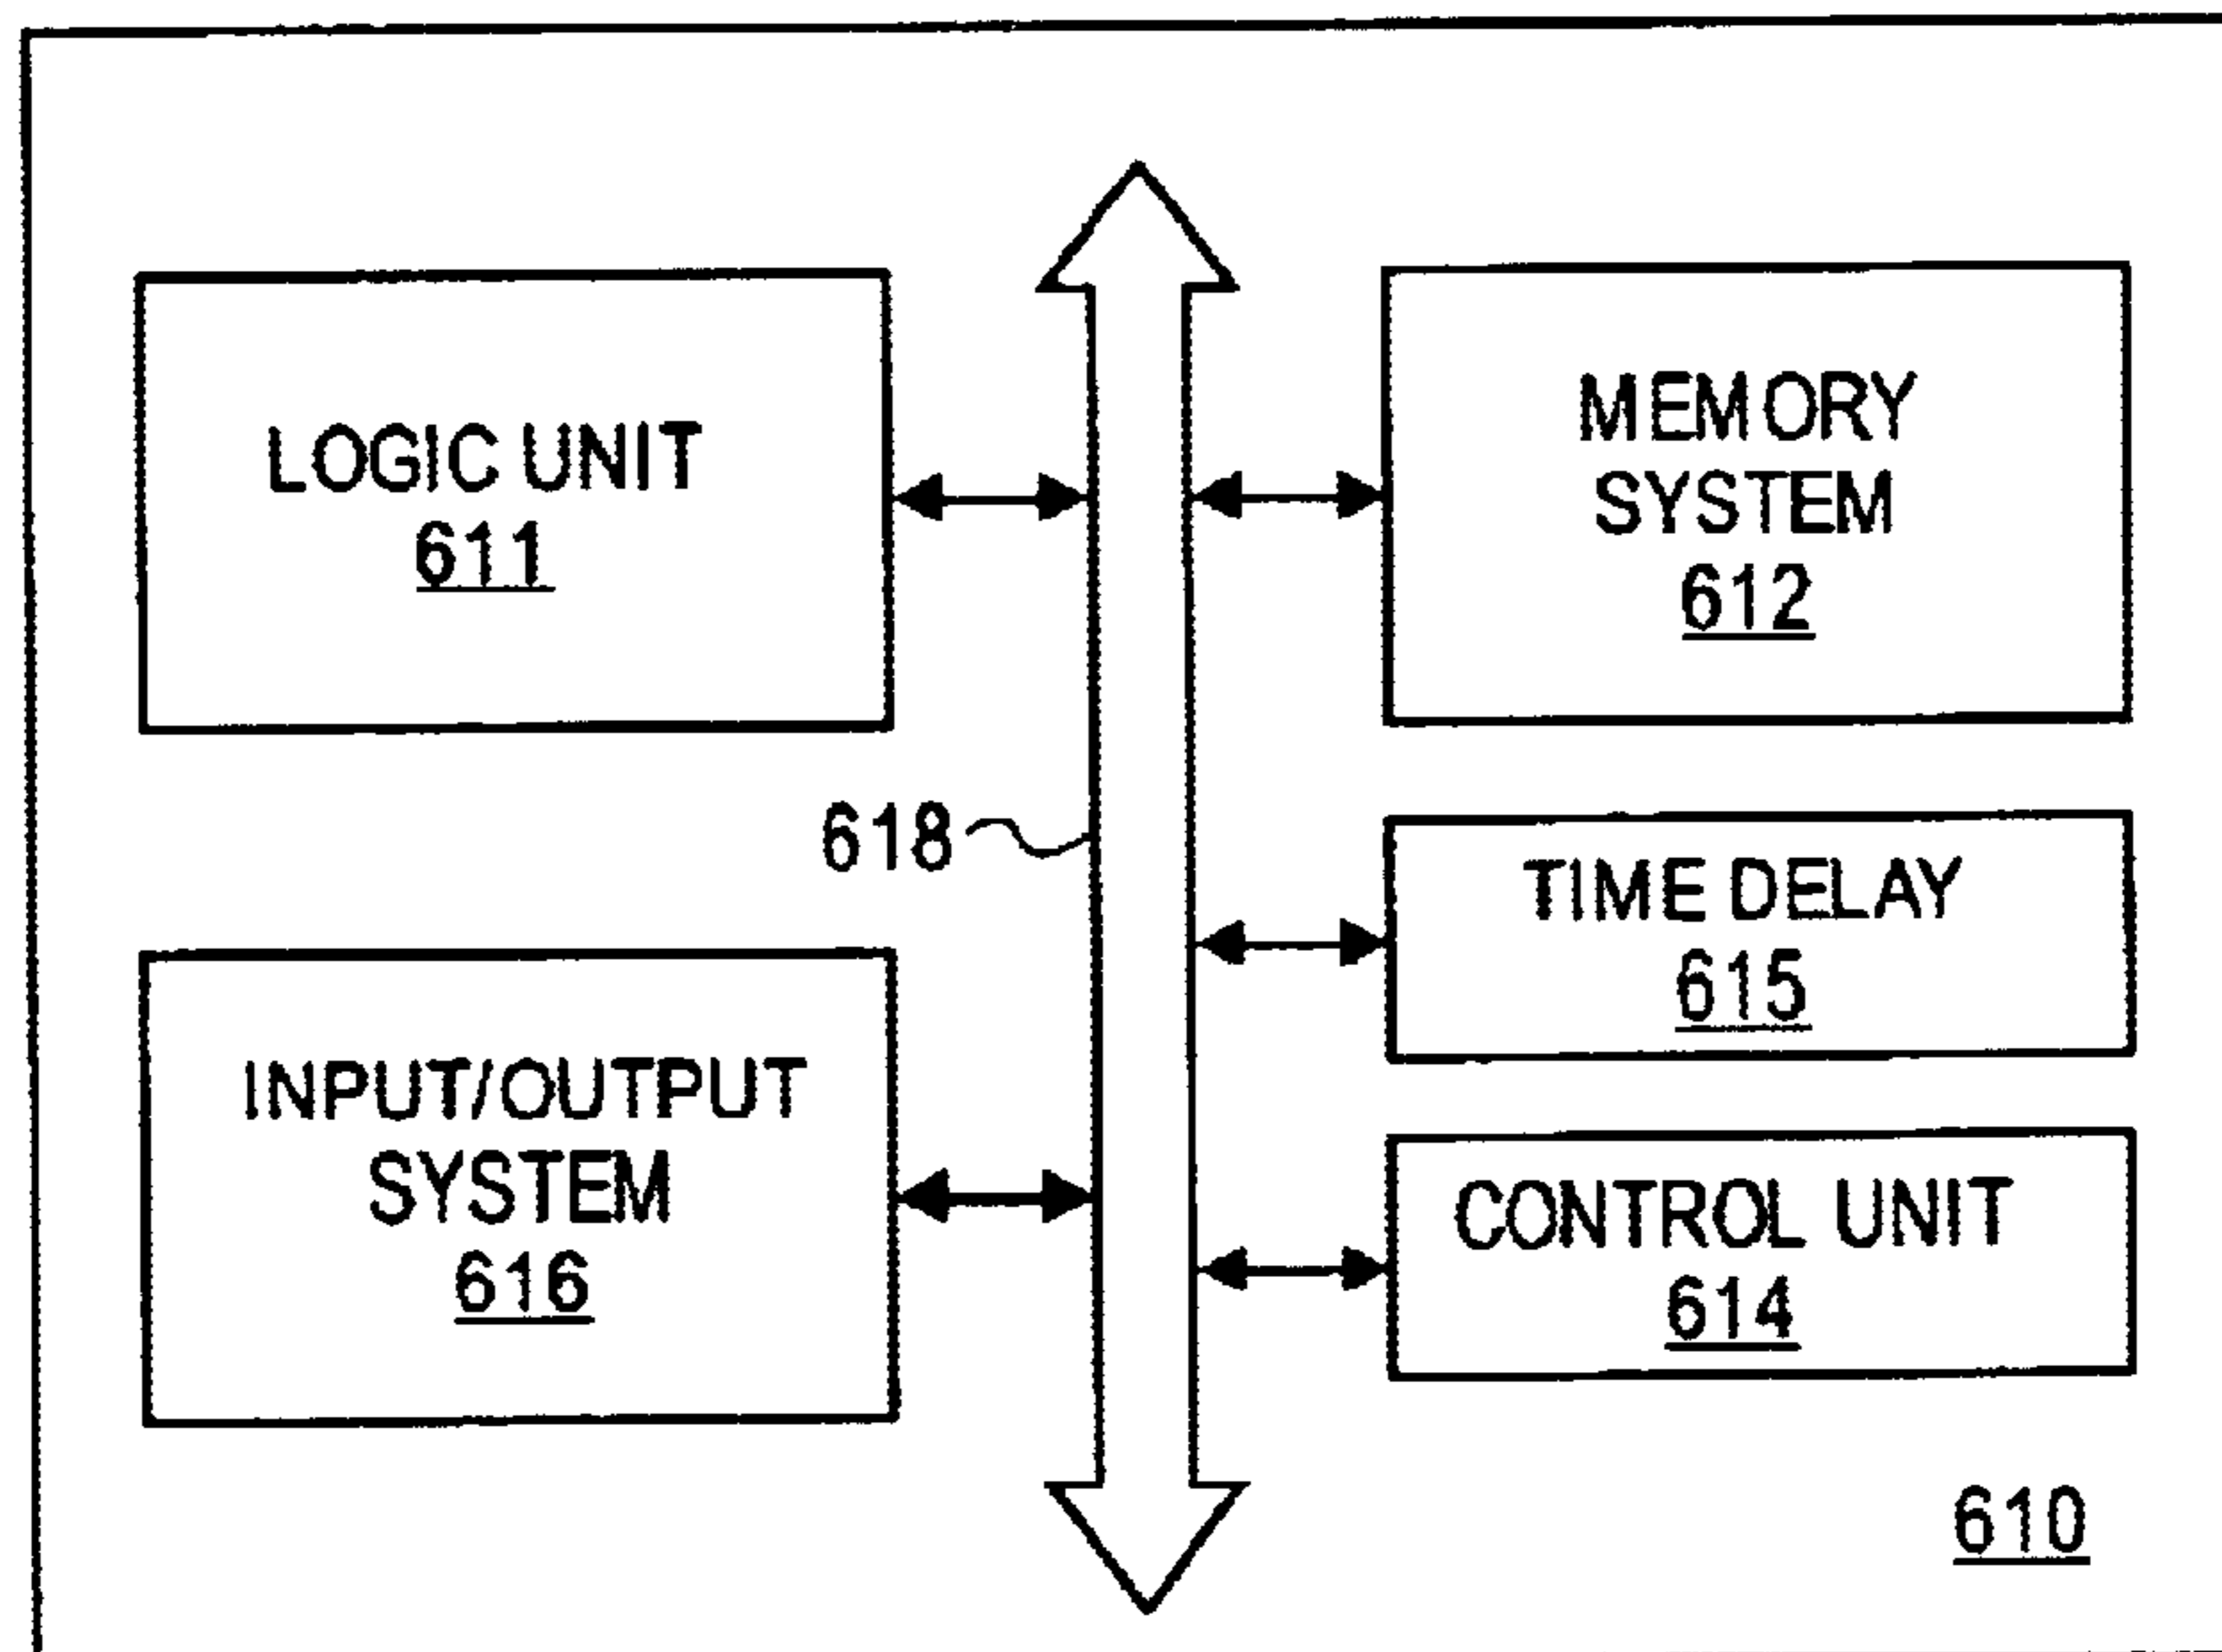 LOGIC UNIT
611
MEMORY
SYSTEM
612
618
TIME DELAY
615
INPUT/OUTPUT
SYSTEM
616
CONTROL UNIT
614
610